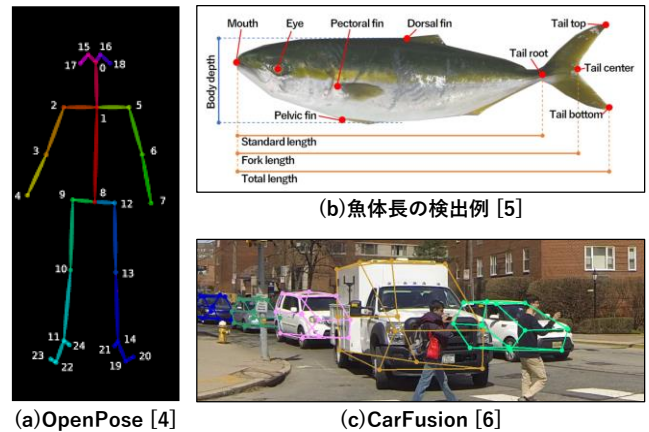 15 16
17 18
0
2 5
1
3 6
4 7
9 8 12
10 13
11 24 14
23 22 21 20
19
(a)OpenPose [4]
Mouth Eye Pectoral fin Dorsal fin Tail top
Tail root
Tail center
Body depth
Pelvic fin
Tail bottom
Standard length
Fork length
Total length
(b)魚体長の検出例 [5]
(c)CarFusion [6]